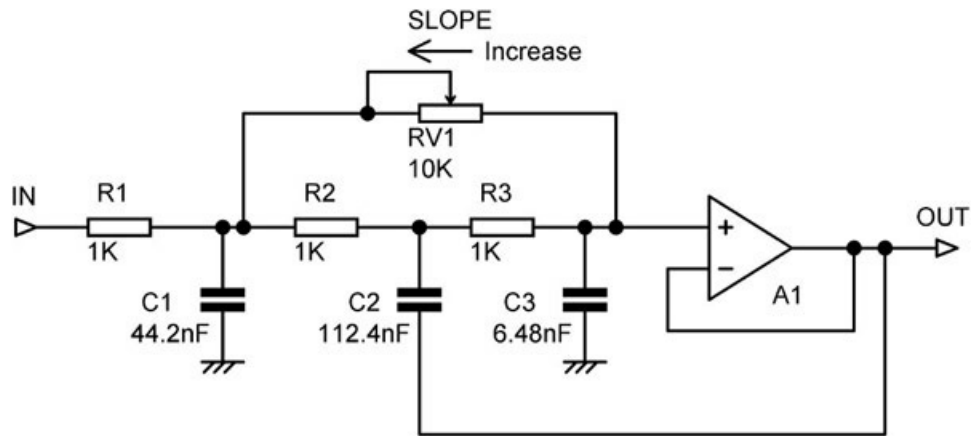 SLOPE
Increase
RV1
10K
IN
R1
R2
R3
OUT
1K
1K
1K
+
−
A1
C1
44.2nF
C2
112.4nF
C3
6.48nF